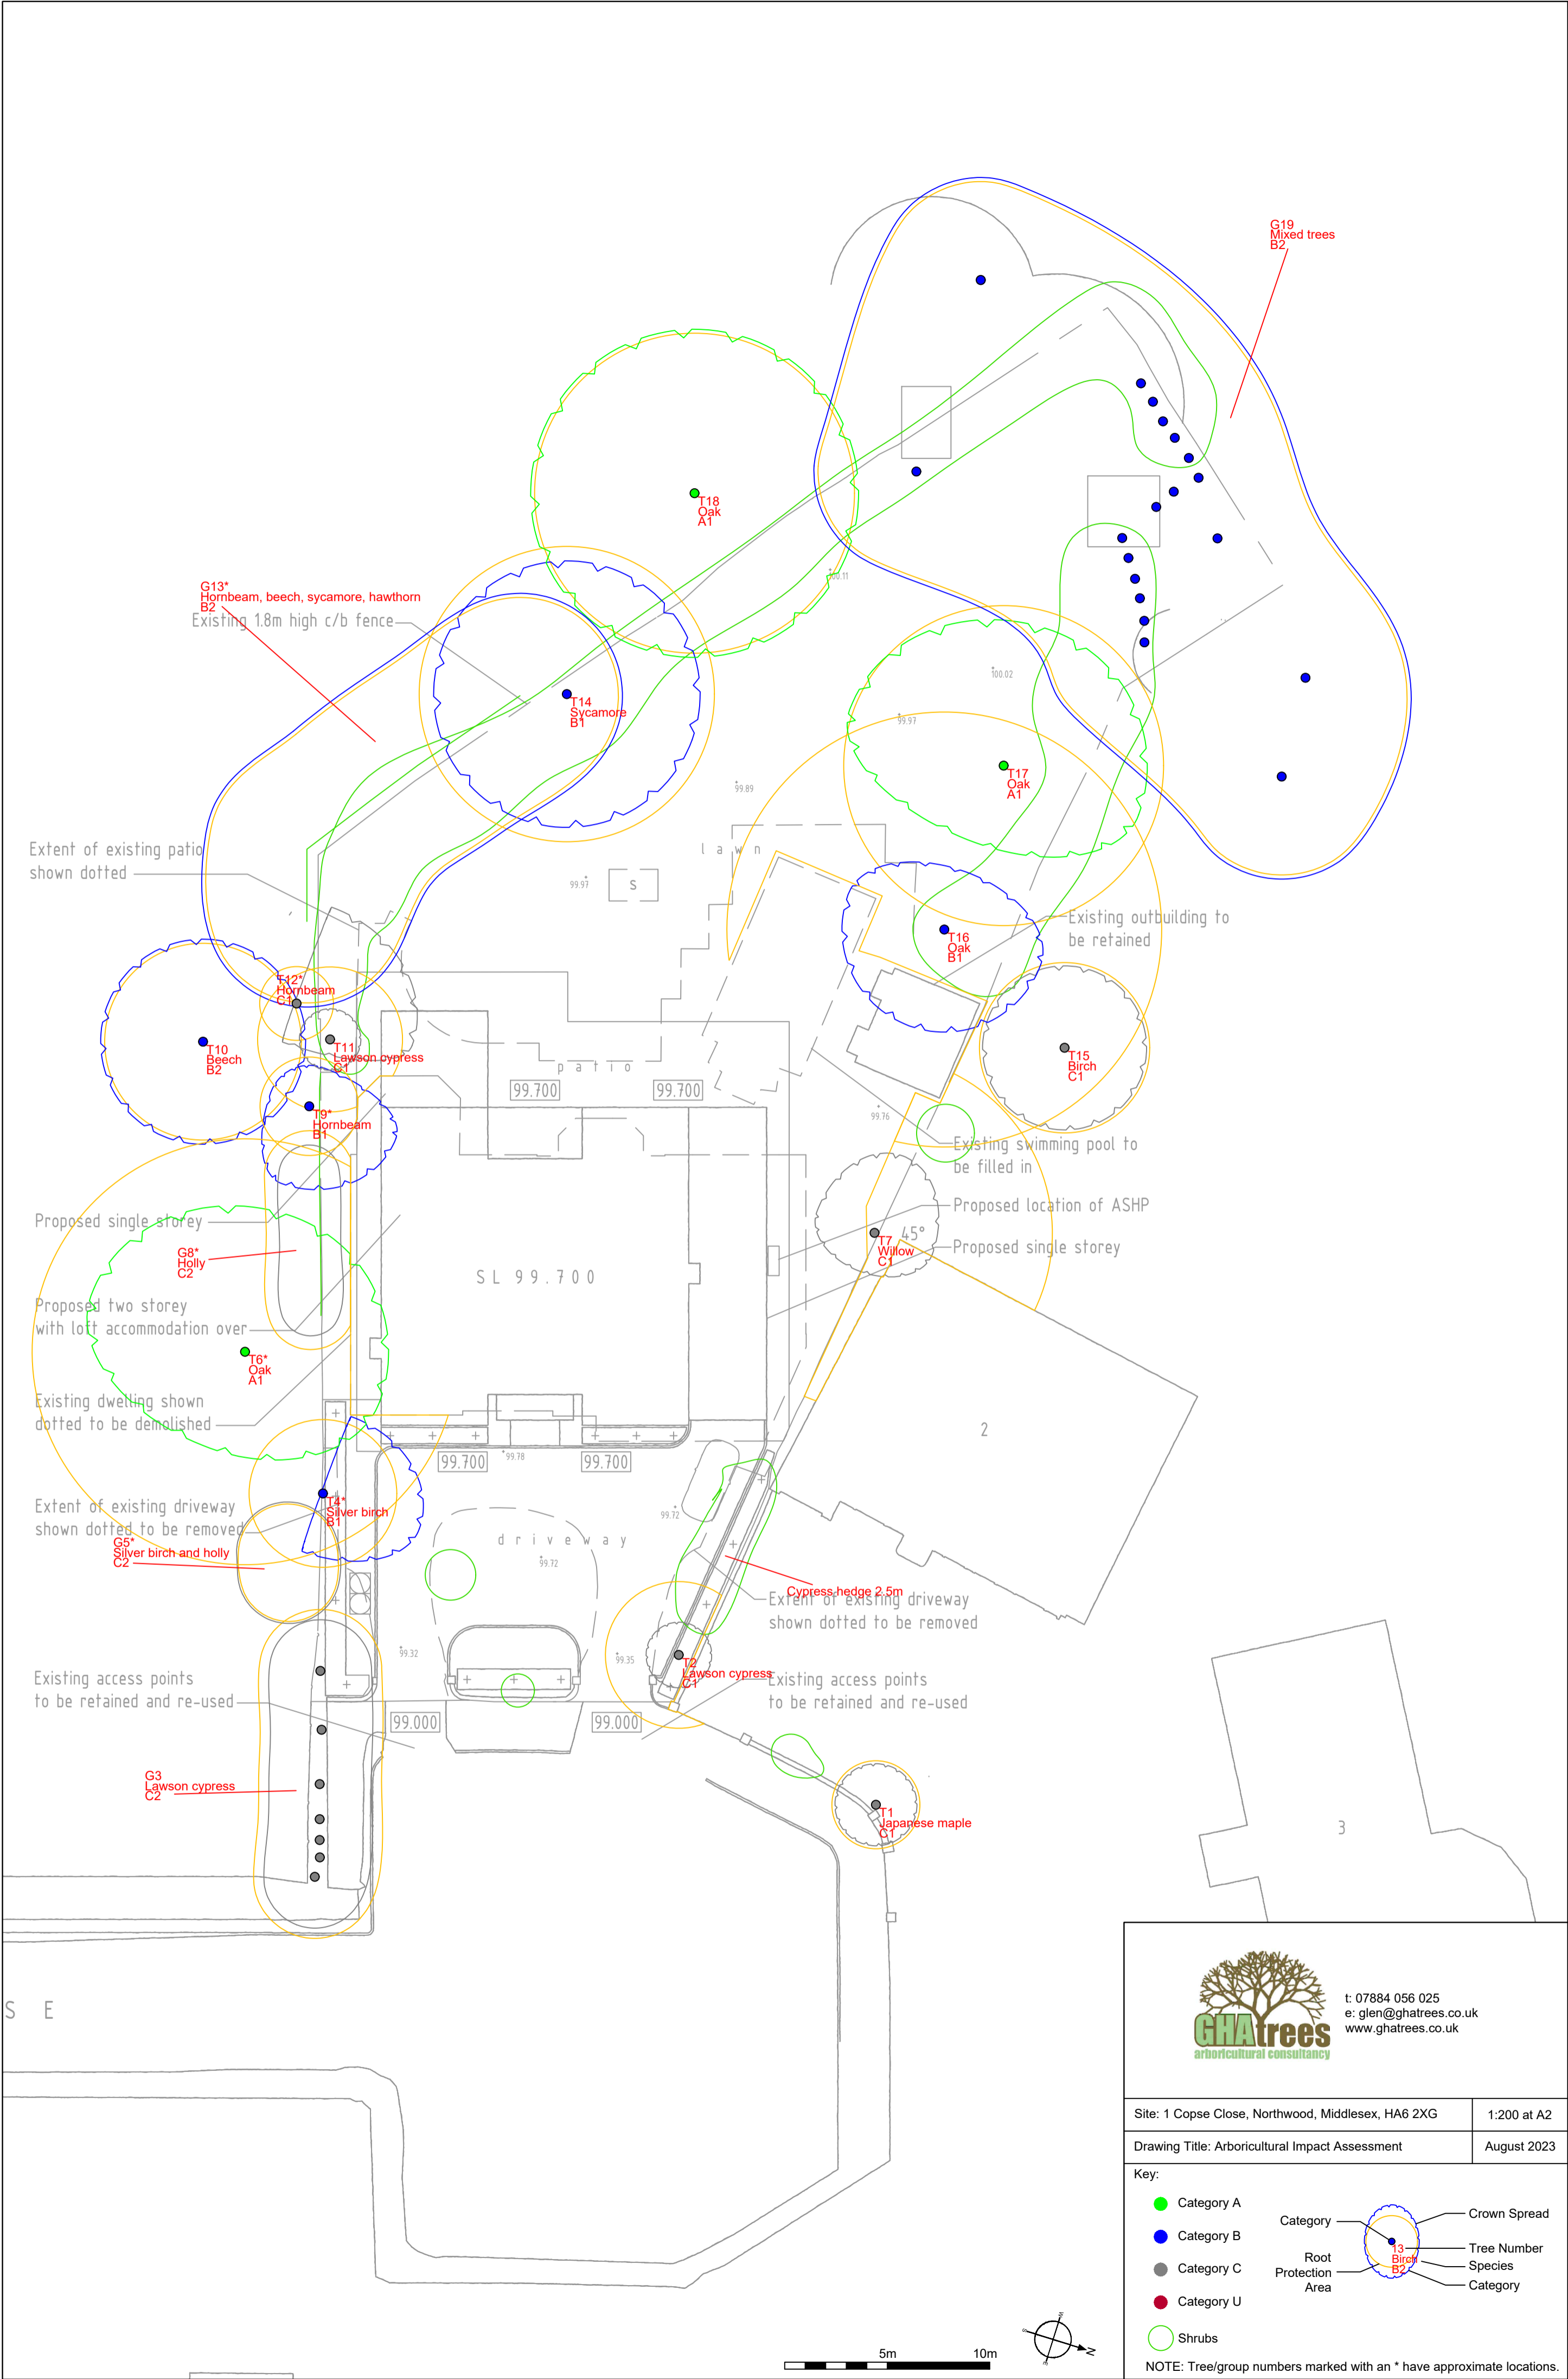 G19
Mixed trees
B2
T18
Oak
A1
100.11
G13*
Hornbeam, beech, sycamore, hawthorn
B2
Existing 1.8m high c/b fence
T14
Sycamore
B1
100.02
99.97
T17
Oak
A1
99.89
lawn
Extent of existing patio
shown dotted
99.97
S
T16
Oak
B1
Existing outbuilding to
be retained
T12*
Hornbeam
C1
T10
Beech
B2
T11
Lawson cypress
C1
T15
Birch
C1
patio
99.700
99.700
T9*
Hornbeam
B1
99.76
Existing swimming pool to
be filled in
Proposed single storey
Proposed location of ASHP
G8*
Holly
C2
T7
Willow
C1
45°
Proposed single storey
SL 99.700
Proposed two storey
with loft accommodation over
T6*
Oak
A1
Existing dwelling shown
dotted to be demolished
2
99.700
99.78
99.700
T4*
Silver birch
B1
Extent of existing driveway
shown dotted to be removed
99.72
G5*
Silver birch and holly
C2
driveway
99.72
Cypress hedge 2.5m
Extent of existing driveway
shown dotted to be removed
99.32
99.35
T2
Lawson cypress
C1
Existing access points
to be retained and re-used
Existing access points
to be retained and re-used
99.000
99.000
G3
Lawson cypress
C2
T1
Japanese maple
C1
3
S E
GHAtrees
arboricultural consultancy
t: 07884 056 025
e: glen@ghatrees.co.uk
www.ghatrees.co.uk
Site: 1 Copse Close, Northwood, Middlesex, HA6 2XG
1:200 at A2
Drawing Title: Arboricultural Impact Assessment
August 2023
Key:
Category A
Category B
Category C
Category U
Shrubs
Category
Root
Protection
Area
13
Birch
B2
Crown Spread
Tree Number
Species
Category
5m
10m
N
NOTE: Tree/group numbers marked with an * have approximate locations.